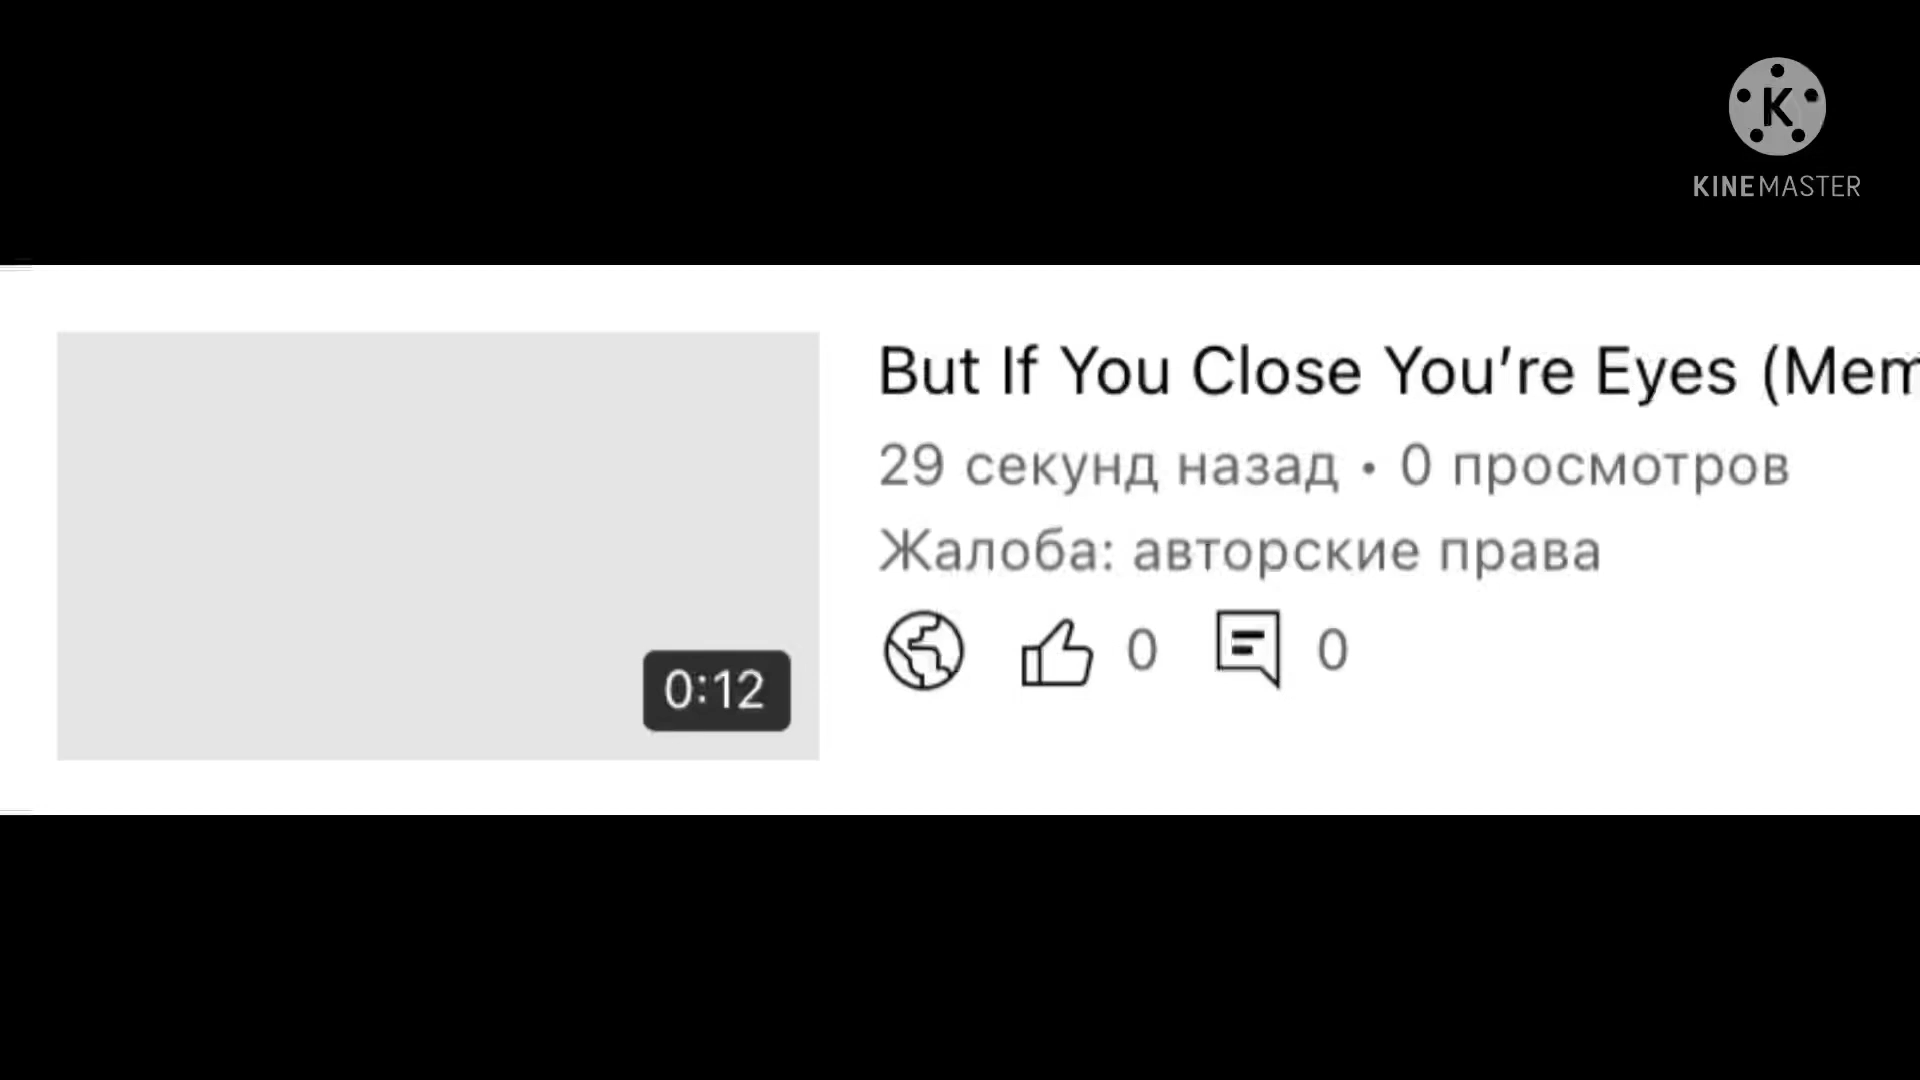 K
KINEMASTER
But If You Close You’re Eyes (Mem
29 секунд назад • 0 просмотров
Жалоба: авторские права
0 0
0:12